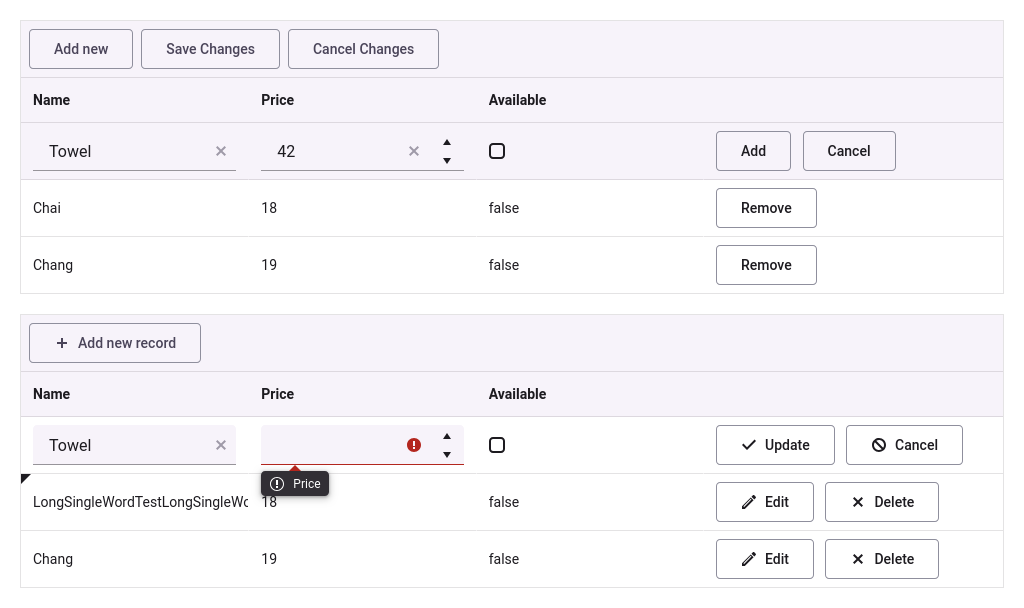 Add new Save Changes Cancel Changes
Name Price Available
Towel 42 Add Cancel
Chai 18 false Remove
Chang 19 false Remove
Add new record
Name Price Available
Towel Update Cancel
Price
LongSingleWordTestLongSingleWo 18 false Edit Delete
Chang 19 false Edit Delete